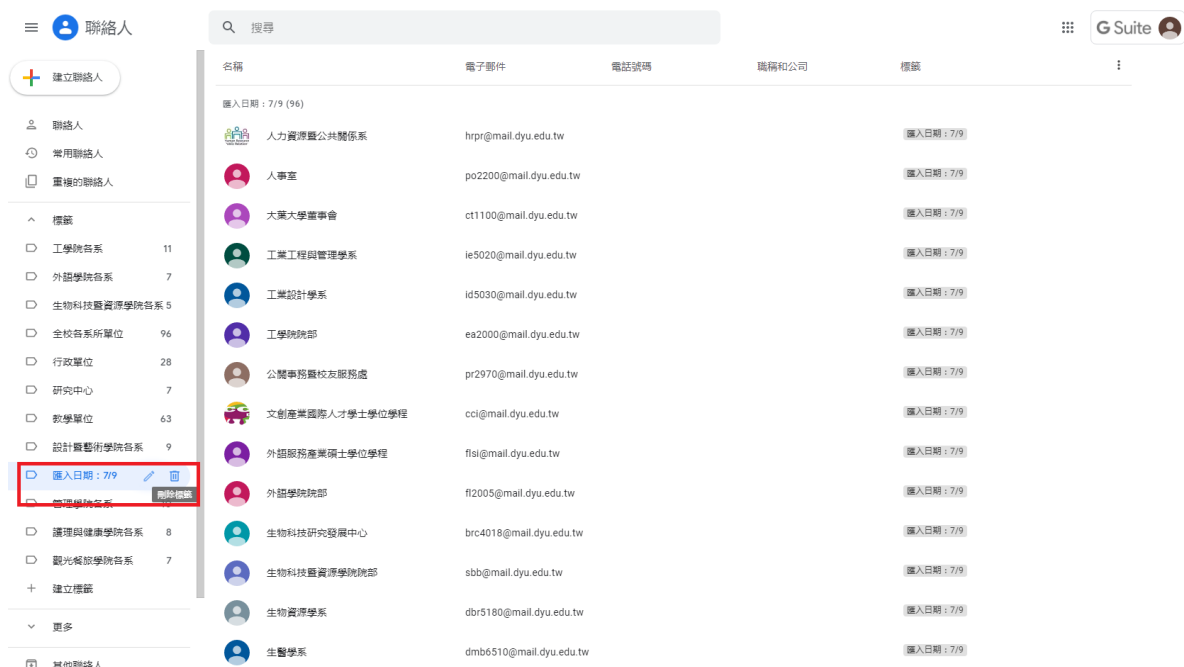 聯絡人
搜尋
G Suite
建立聯絡人
聯絡人
常用聯絡人
重複的聯絡人
標籤
工學院各系 11
外語學院各系 7
生物科技暨資源學院各系 5
全校各系所單位 96
行政單位 28
研究中心 7
教學單位 63
設計暨藝術學院各系 9
匯入日期：7/9
刪除標籤
管理學院各系
護理與健康學院各系 8
觀光餐旅學院各系 7
建立標籤
更多
其他聯絡人
名稱 電子郵件 電話號碼 職稱和公司 標籤
匯入日期：7/9 (96)
人力資源暨公共關係系 hrpr@mail.dyu.edu.tw 匯入日期：7/9
人事室 po2200@mail.dyu.edu.tw 匯入日期：7/9
大葉大學董事會 ct1100@mail.dyu.edu.tw 匯入日期：7/9
工業工程與管理學系 ie5020@mail.dyu.edu.tw 匯入日期：7/9
工業設計學系 id5030@mail.dyu.edu.tw 匯入日期：7/9
工學院院部 ea2000@mail.dyu.edu.tw 匯入日期：7/9
公關事務暨校友服務處 pr2970@mail.dyu.edu.tw 匯入日期：7/9
文創產業國際人才學士學位學程 cci@mail.dyu.edu.tw 匯入日期：7/9
外語服務產業碩士學位學程 flsi@mail.dyu.edu.tw 匯入日期：7/9
外語學院院部 fl2005@mail.dyu.edu.tw 匯入日期：7/9
生物科技研究發展中心 brc4018@mail.dyu.edu.tw 匯入日期：7/9
生物科技暨資源學院院部 sbb@mail.dyu.edu.tw 匯入日期：7/9
生物資源學系 dbr5180@mail.dyu.edu.tw 匯入日期：7/9
生醫學系 dmb6510@mail.dyu.edu.tw 匯入日期：7/9